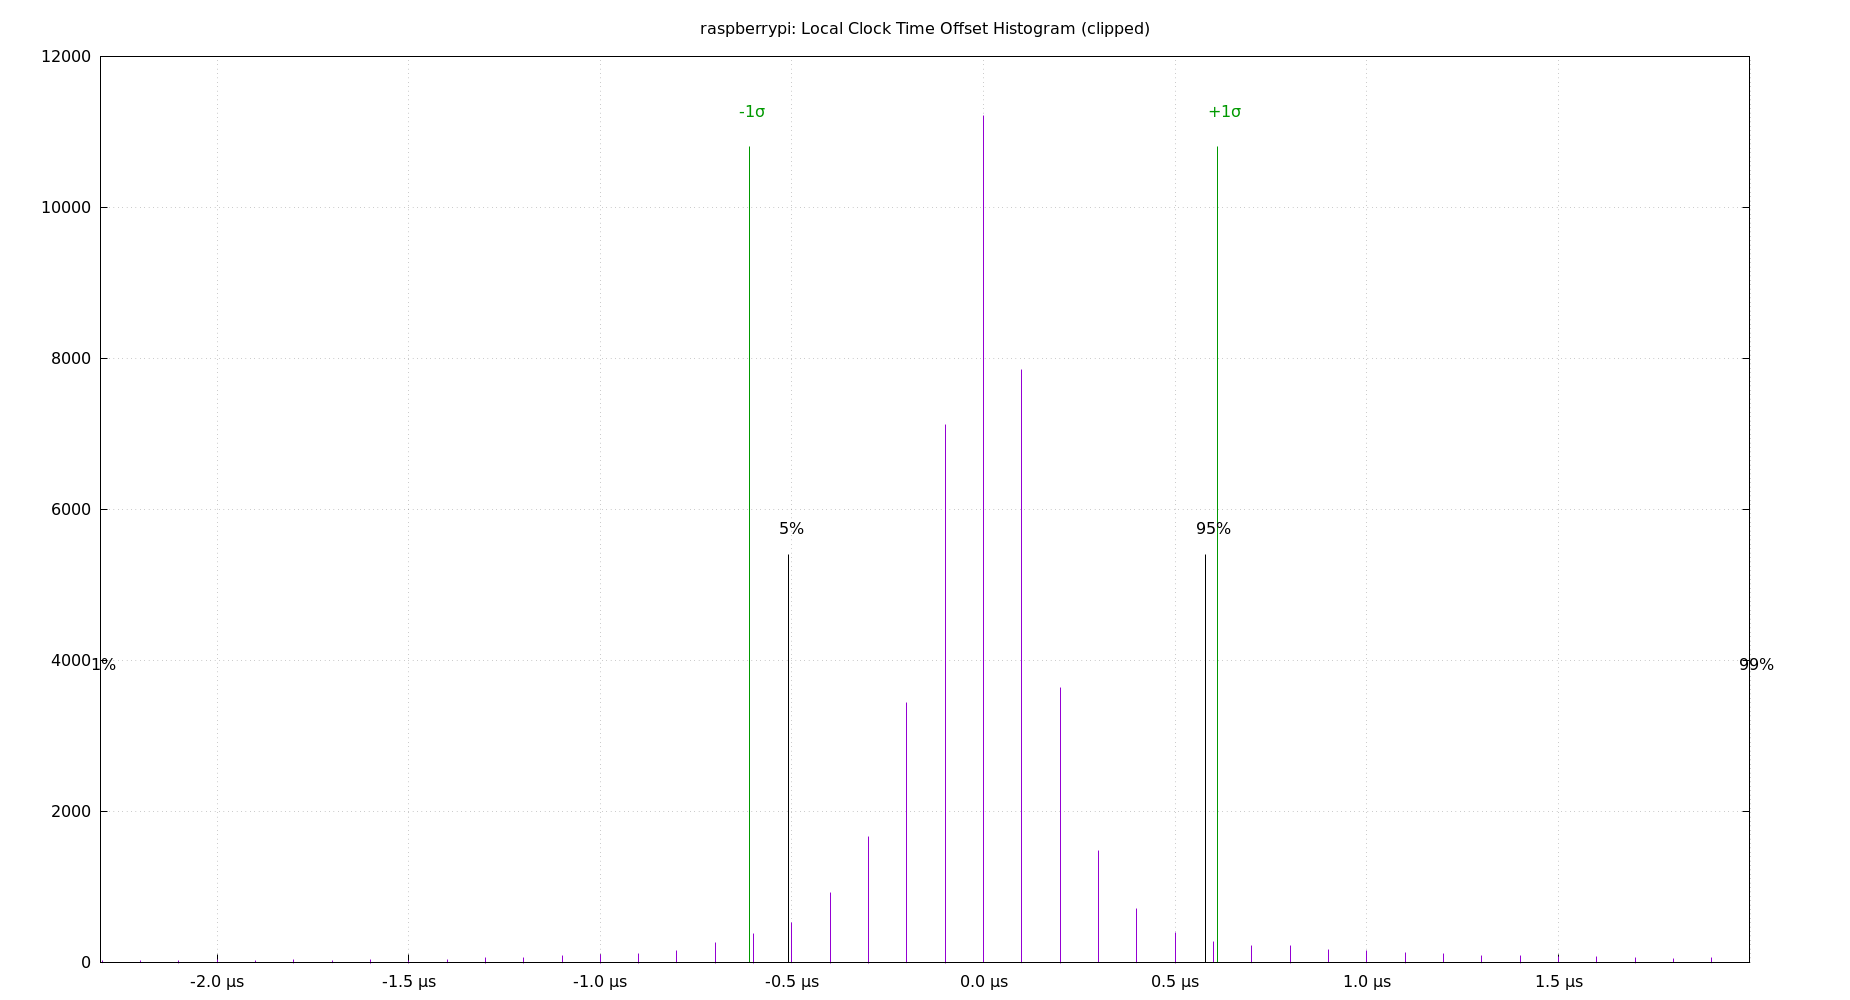 raspberrypi: Local Clock Time Offset Histogram (clipped)
12000
-1σ
+1σ
10000
8000
6000
5%
95%
4000
1%
99%
2000
0
-2.0 µs
-1.5 µs
-1.0 µs
-0.5 µs
0.0 µs
0.5 µs
1.0 µs
1.5 µs